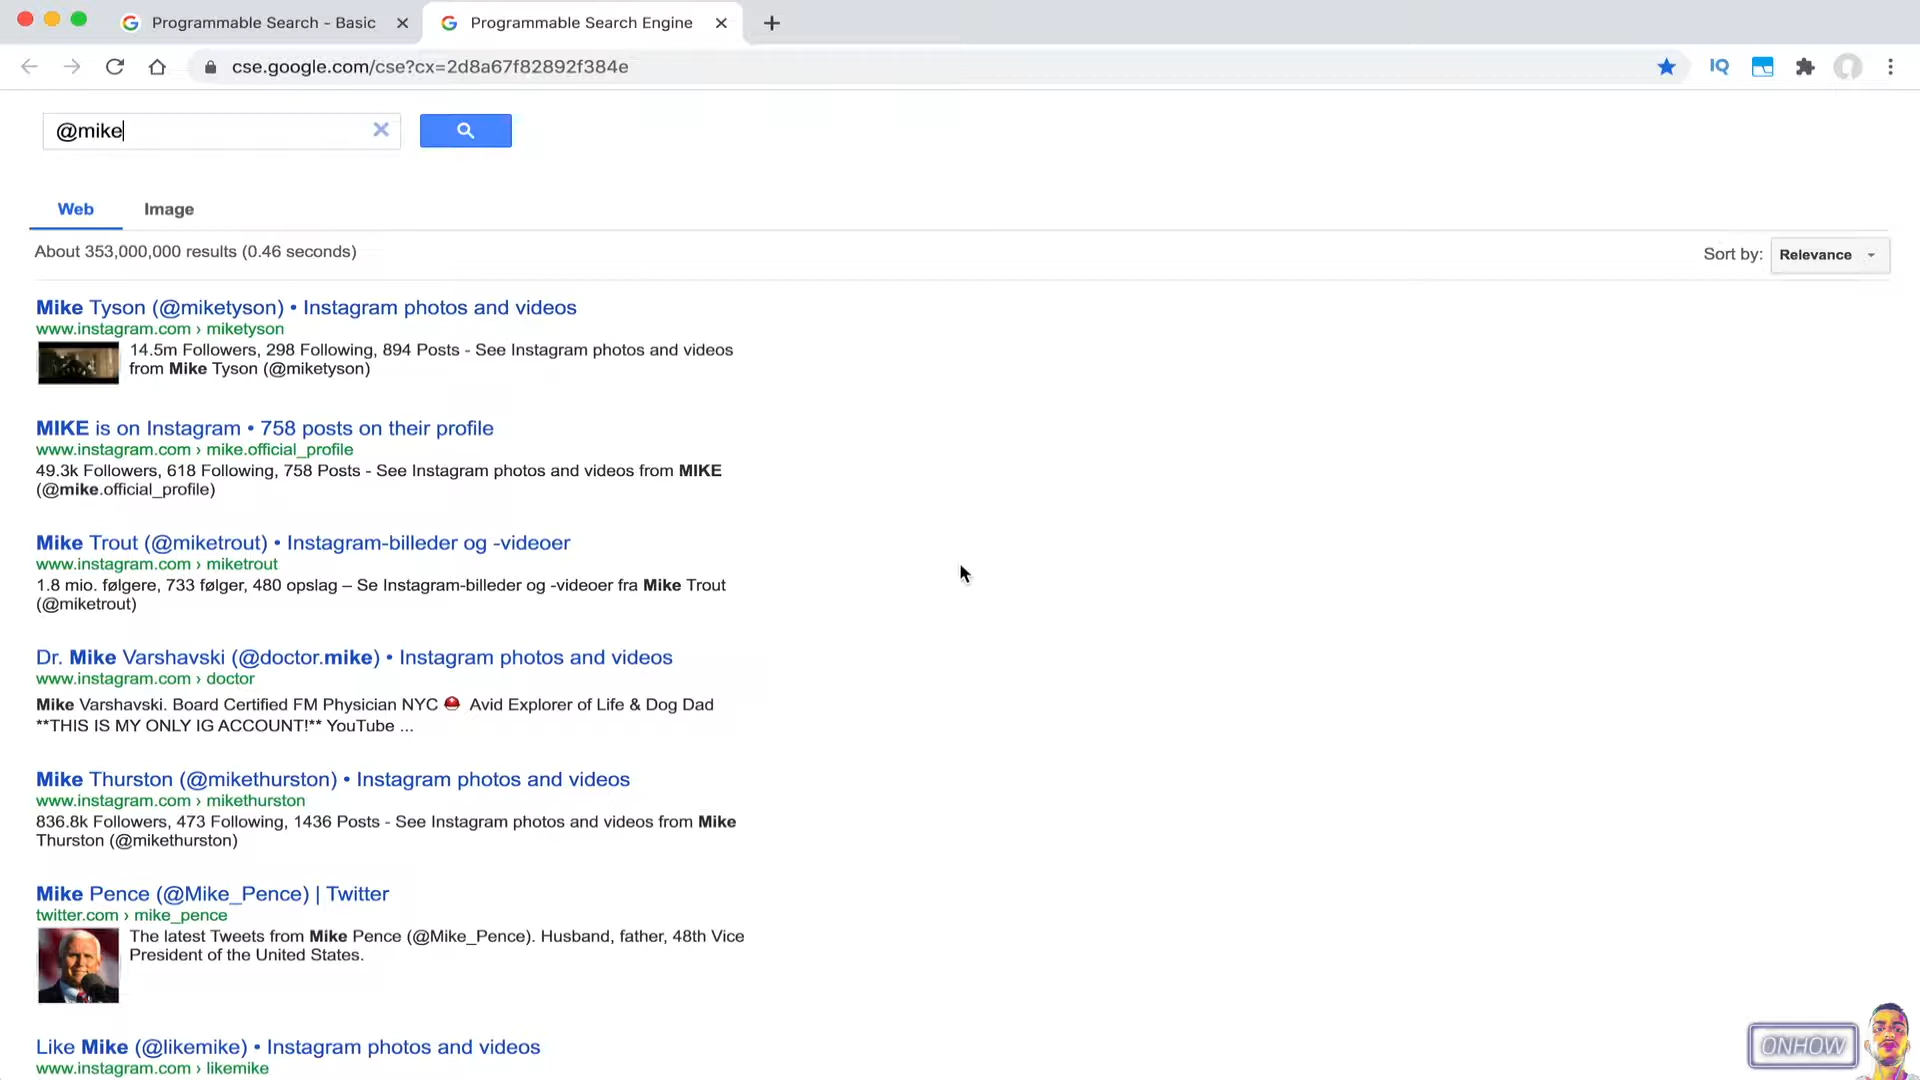 Programmable Search - Basic
Programmable Search Engine
cse.google.com/cse?cx=2d8a67f82892f384e
IQ
@mike
Web Image
About 353,000,000 results (0.46 seconds)
Sort by: Relevance
Mike Tyson (@miketyson) • Instagram photos and videos
www.instagram.com › miketyson
14.5m Followers, 298 Following, 894 Posts - See Instagram photos and videos
from Mike Tyson (@miketyson)
MIKE is on Instagram • 758 posts on their profile
www.instagram.com › mike.official_profile
49.3k Followers, 618 Following, 758 Posts - See Instagram photos and videos from MIKE
(@mike.official_profile)
Mike Trout (@miketrout) • Instagram-billeder og -videoer
www.instagram.com › miketrout
1.8 mio. følgere, 733 følger, 480 opslag – Se Instagram-billeder og -videoer fra Mike Trout
(@miketrout)
Dr. Mike Varshavski (@doctor.mike) • Instagram photos and videos
www.instagram.com › doctor
Mike Varshavski. Board Certified FM Physician NYC ⛑ Avid Explorer of Life & Dog Dad
**THIS IS MY ONLY IG ACCOUNT!** YouTube ...
Mike Thurston (@mikethurston) • Instagram photos and videos
www.instagram.com › mikethurston
836.8k Followers, 473 Following, 1436 Posts - See Instagram photos and videos from Mike
Thurston (@mikethurston)
Mike Pence (@Mike_Pence) | Twitter
twitter.com › mike_pence
The latest Tweets from Mike Pence (@Mike_Pence). Husband, father, 48th Vice
President of the United States.
Like Mike (@likemike) • Instagram photos and videos
www.instagram.com › likemike
ONHOW